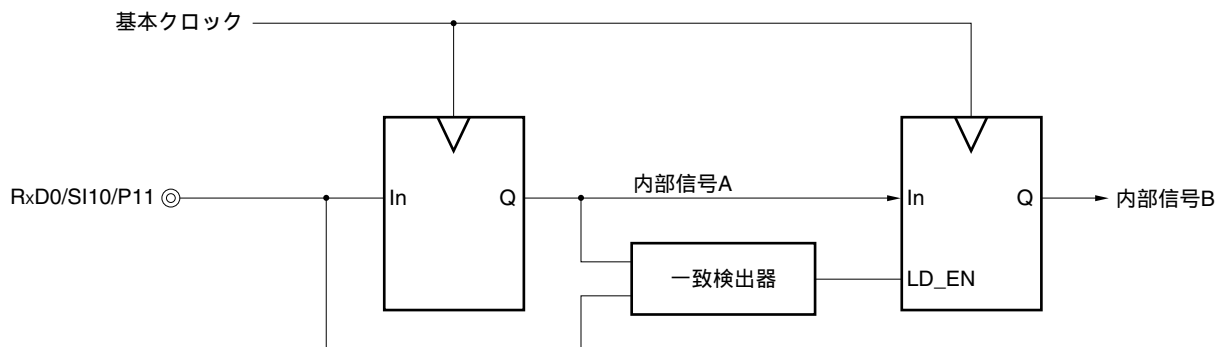 基本クロック
RxD0/SI10/P11
In
Q
内部信号A
In
Q
内部信号B
一致検出器
LD_EN